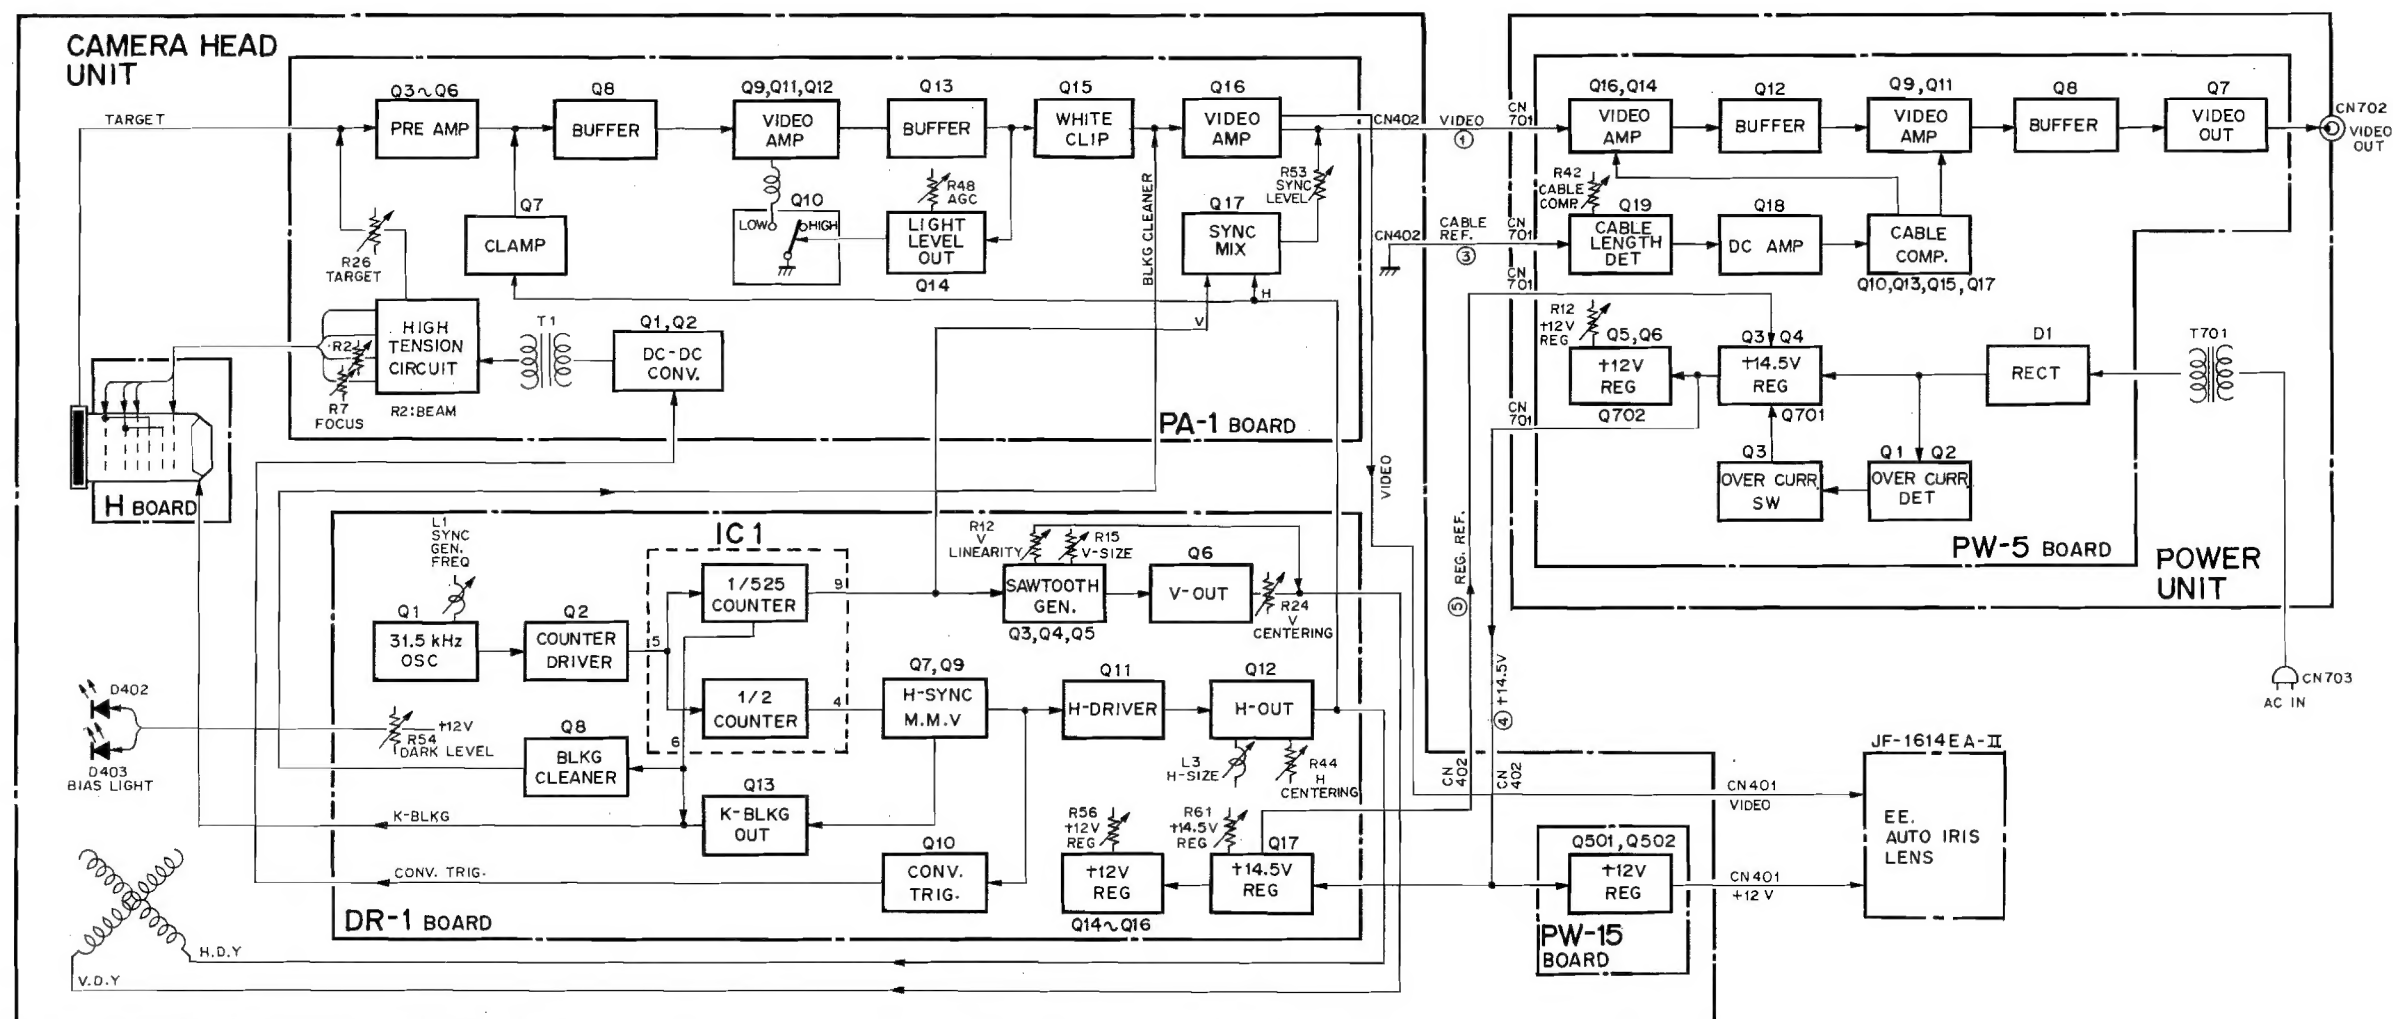 CAMERA HEAD
UNIT
TARGET
Q3~Q6
PRE AMP
Q8
BUFFER
Q9,Q11,Q12
VIDEO
AMP
Q13
BUFFER
Q15
WHITE
CLIP
Q16
VIDEO
AMP
R26
TARGET
Q7
CLAMP
Q10
LOW
HIGH
R48
AGC
LIGHT
LEVEL
OUT
Q14
BLKG CLEANER
Q17
SYNC
MIX
R53
SYNC
LEVEL
H
V
HIGH
TENSION
CIRCUIT
R2
R7
FOCUS
R2:BEAM
T1
Q1,Q2
DC-DC
CONV.
PA-1 BOARD
H BOARD
CN402
VIDEO
①
CN
701
CN402
CABLE
REF.
③
CN
701
CN
701
CN
701
Q16,Q14
VIDEO
AMP
Q12
BUFFER
Q9,Q11
VIDEO
AMP
Q8
BUFFER
Q7
VIDEO
OUT
CN702
VIDEO
OUT
R42
CABLE
COMP.
Q19
CABLE
LENGTH
DET
Q18
DC AMP
CABLE
COMP.
Q10,Q13,Q15,Q17
R12
+12V
REG
Q5,Q6
+12V
REG
Q702
Q3 Q4
+14.5V
REG
Q701
D1
RECT
T701
Q3
OVER CURR.
SW
Q1 Q2
OVER CURR.
DET
PW-5 BOARD
POWER
UNIT
CN703
AC IN
VIDEO
⑤ REG. REF.
④ +14.5V
L1
SYNC
GEN.
FREQ
Q1
31.5 kHz
OSC
Q2
COUNTER
DRIVER
5
IC1
1/525
COUNTER
9
1/2
COUNTER
4
6
R12
V
LINEARITY
R15
V-SIZE
SAWTOOTH
GEN.
Q3,Q4,Q5
Q6
V-OUT
R24
V
CENTERING
Q7,Q9
H-SYNC
M.M.V
Q11
H-DRIVER
Q12
H-OUT
L3
H-SIZE
R44
H
CENTERING
D402
D403
BIAS LIGHT
+12V
R54
DARK LEVEL
Q8
BLKG
CLEANER
Q13
K-BLKG
OUT
K-BLKG
Q10
CONV.
TRIG.
CONV. TRIG.
R56
+12V
REG
+12V
REG
Q14~Q16
R61
+14.5V
REG
Q17
+14.5V
REG
DR-1 BOARD
H.D.Y
V.D.Y
CN
402
CN
402
Q501,Q502
+12V
REG
PW-15
BOARD
CN401
VIDEO
CN401
+12V
JF-1614EA-II
EE.
AUTO IRIS
LENS